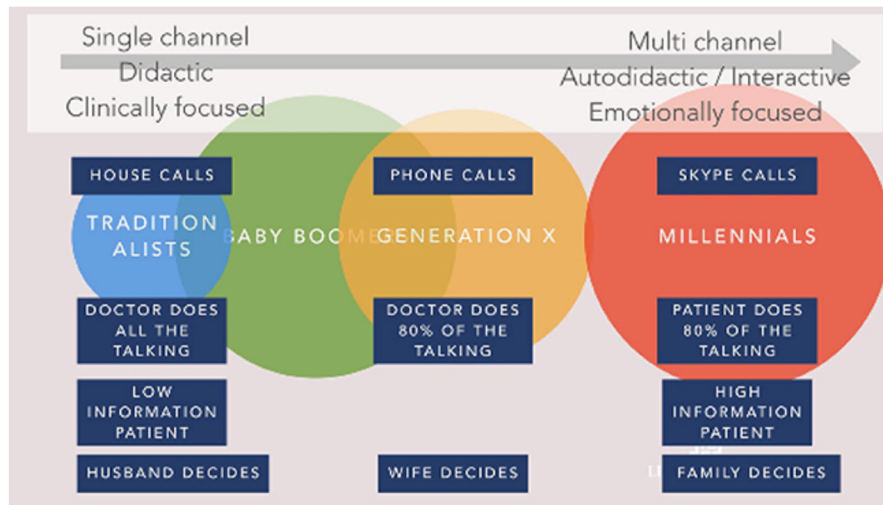 Single channel
Didactic
Clinically focused
Multi channel
Autodidactic / Interactive
Emotionally focused
HOUSE CALLS
PHONE CALLS
SKYPE CALLS
TRADITION
ALISTS
BABY BOOME
GENERATION X
MILLENNIALS
DOCTOR DOES
ALL THE
TALKING
DOCTOR DOES
80% OF THE
TALKING
PATIENT DOES
80% OF THE
TALKING
LOW
INFORMATION
PATIENT
HIGH
INFORMATION
PATIENT
HUSBAND DECIDES
WIFE DECIDES
FAMILY DECIDES